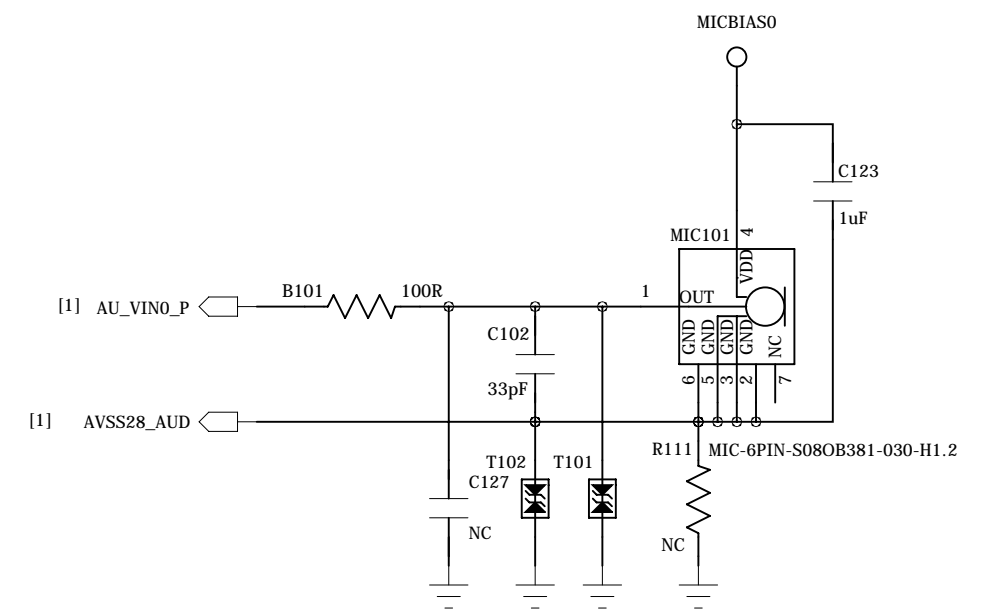 MICBIAS0
C123
1uF
MIC101
4
VDD
B101
100R
1
OUT
[1]
AU_VIN0_P
C102
33pF
GND
GND
GND
GND
NC
6
5
3
2
7
[1]
AVSS28_AUD
R111
MIC-6PIN-S08OB381-030-H1.2
T102
T101
C127
NC
NC